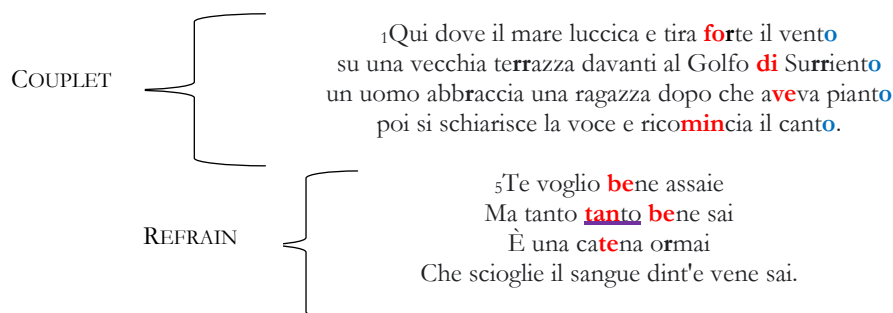 ₁Qui dove il mare luccica e tira forte il vento
su una vecchia terrazza davanti al Golfo di Surriento
COUPLET
un uomo abbraccia una ragazza dopo che aveva pianto
poi si schiarisce la voce e ricomincia il canto.
₅Te voglio bene assaie
Ma tanto tanto bene sai
REFRAIN
È una catena ormai
Che scioglie il sangue dint'e vene sai.